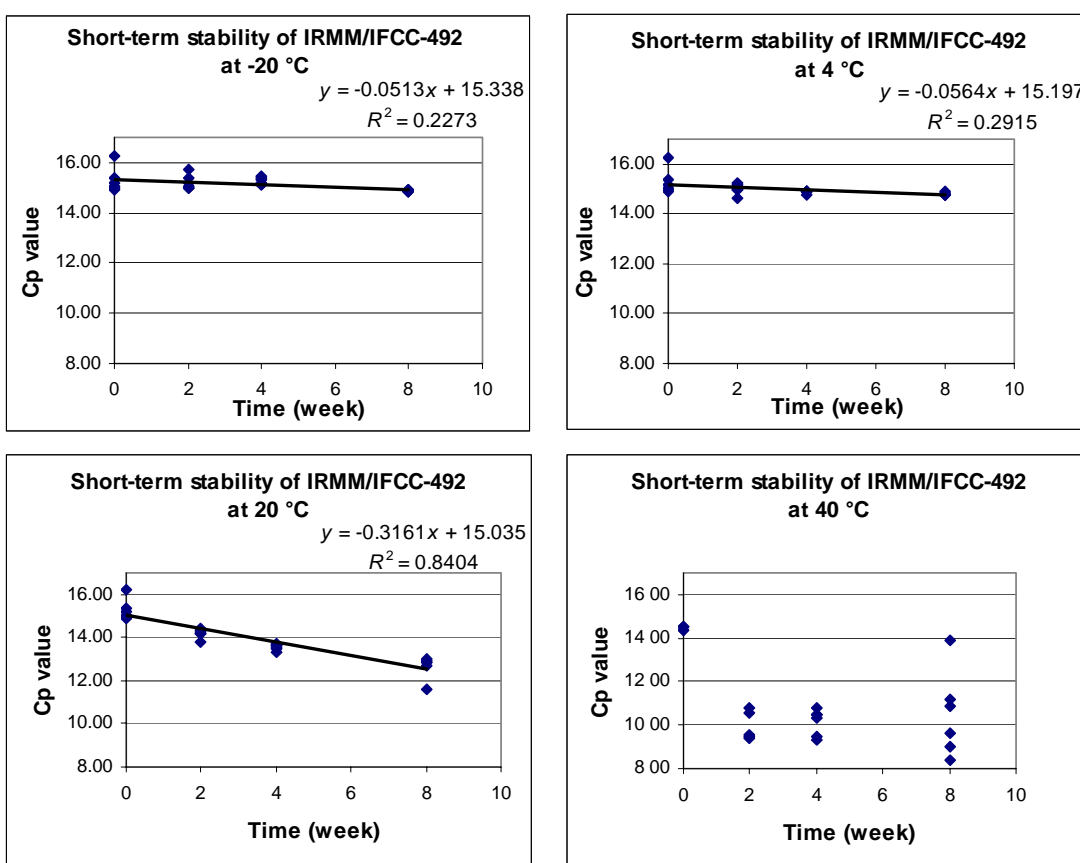 Short-term stability of IRMM/IFCC-492
at -20 °C
y = -0.0513x + 15.338
R² = 0.2273
16.00
14.00
12.00
10.00
8.00
0 2 4 6 8 10
Cp value
Time (week)
Short-term stability of IRMM/IFCC-492
at 4 °C
y = -0.0564x + 15.197
R² = 0.2915
16.00
14.00
12.00
10.00
8.00
0 2 4 6 8 10
Cp value
Time (week)
Short-term stability of IRMM/IFCC-492
at 20 °C
y = -0.3161x + 15.035
R² = 0.8404
16.00
14.00
12.00
10.00
8.00
0 2 4 6 8 10
Cp value
Time (week)
Short-term stability of IRMM/IFCC-492
at 40 °C
16 00
14 00
12 00
10 00
8 00
0 2 4 6 8 10
Cp value
Time (week)